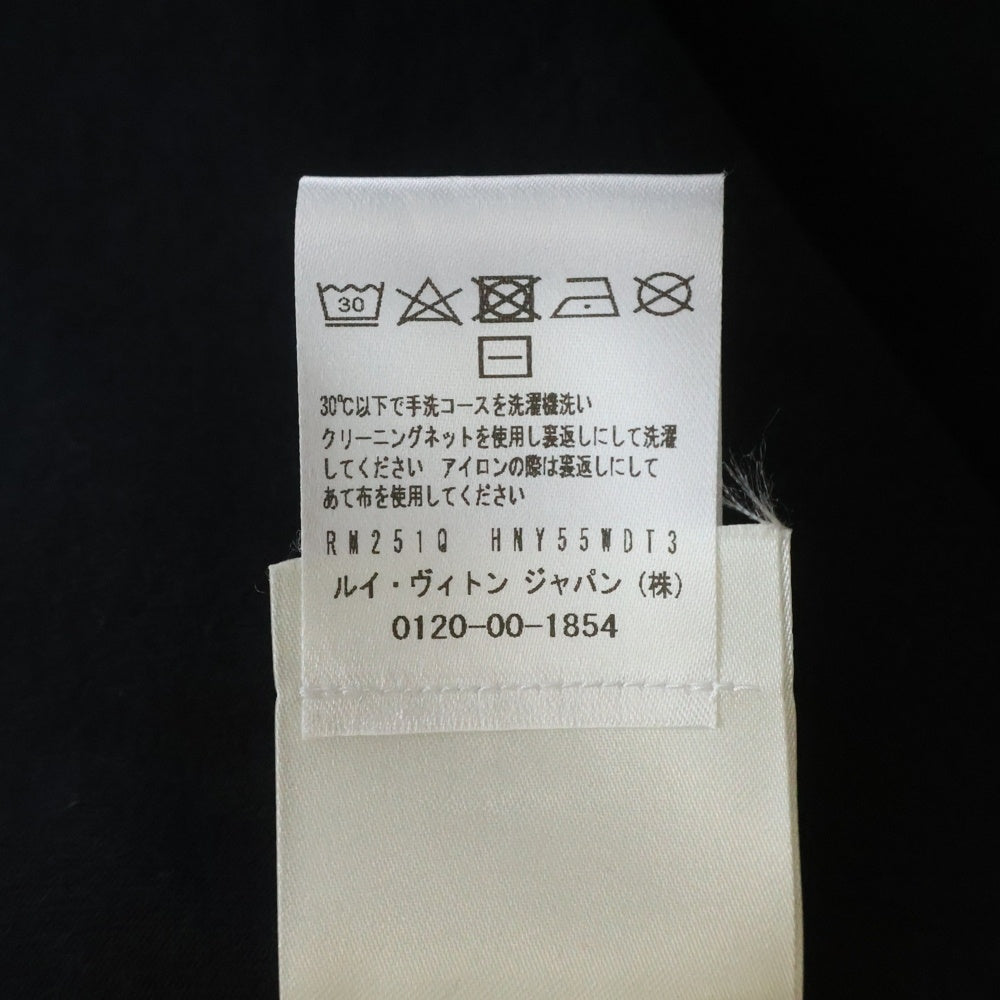 30
30℃以下で手洗コースを洗濯機洗い
クリーニングネットを使用し裏返しにして洗濯
してください アイロンの際は裏返しにして
あて布を使用してください
RM251Q HNY55WDT3
ルイ・ヴィトン ジャパン (株)
0120-00-1854